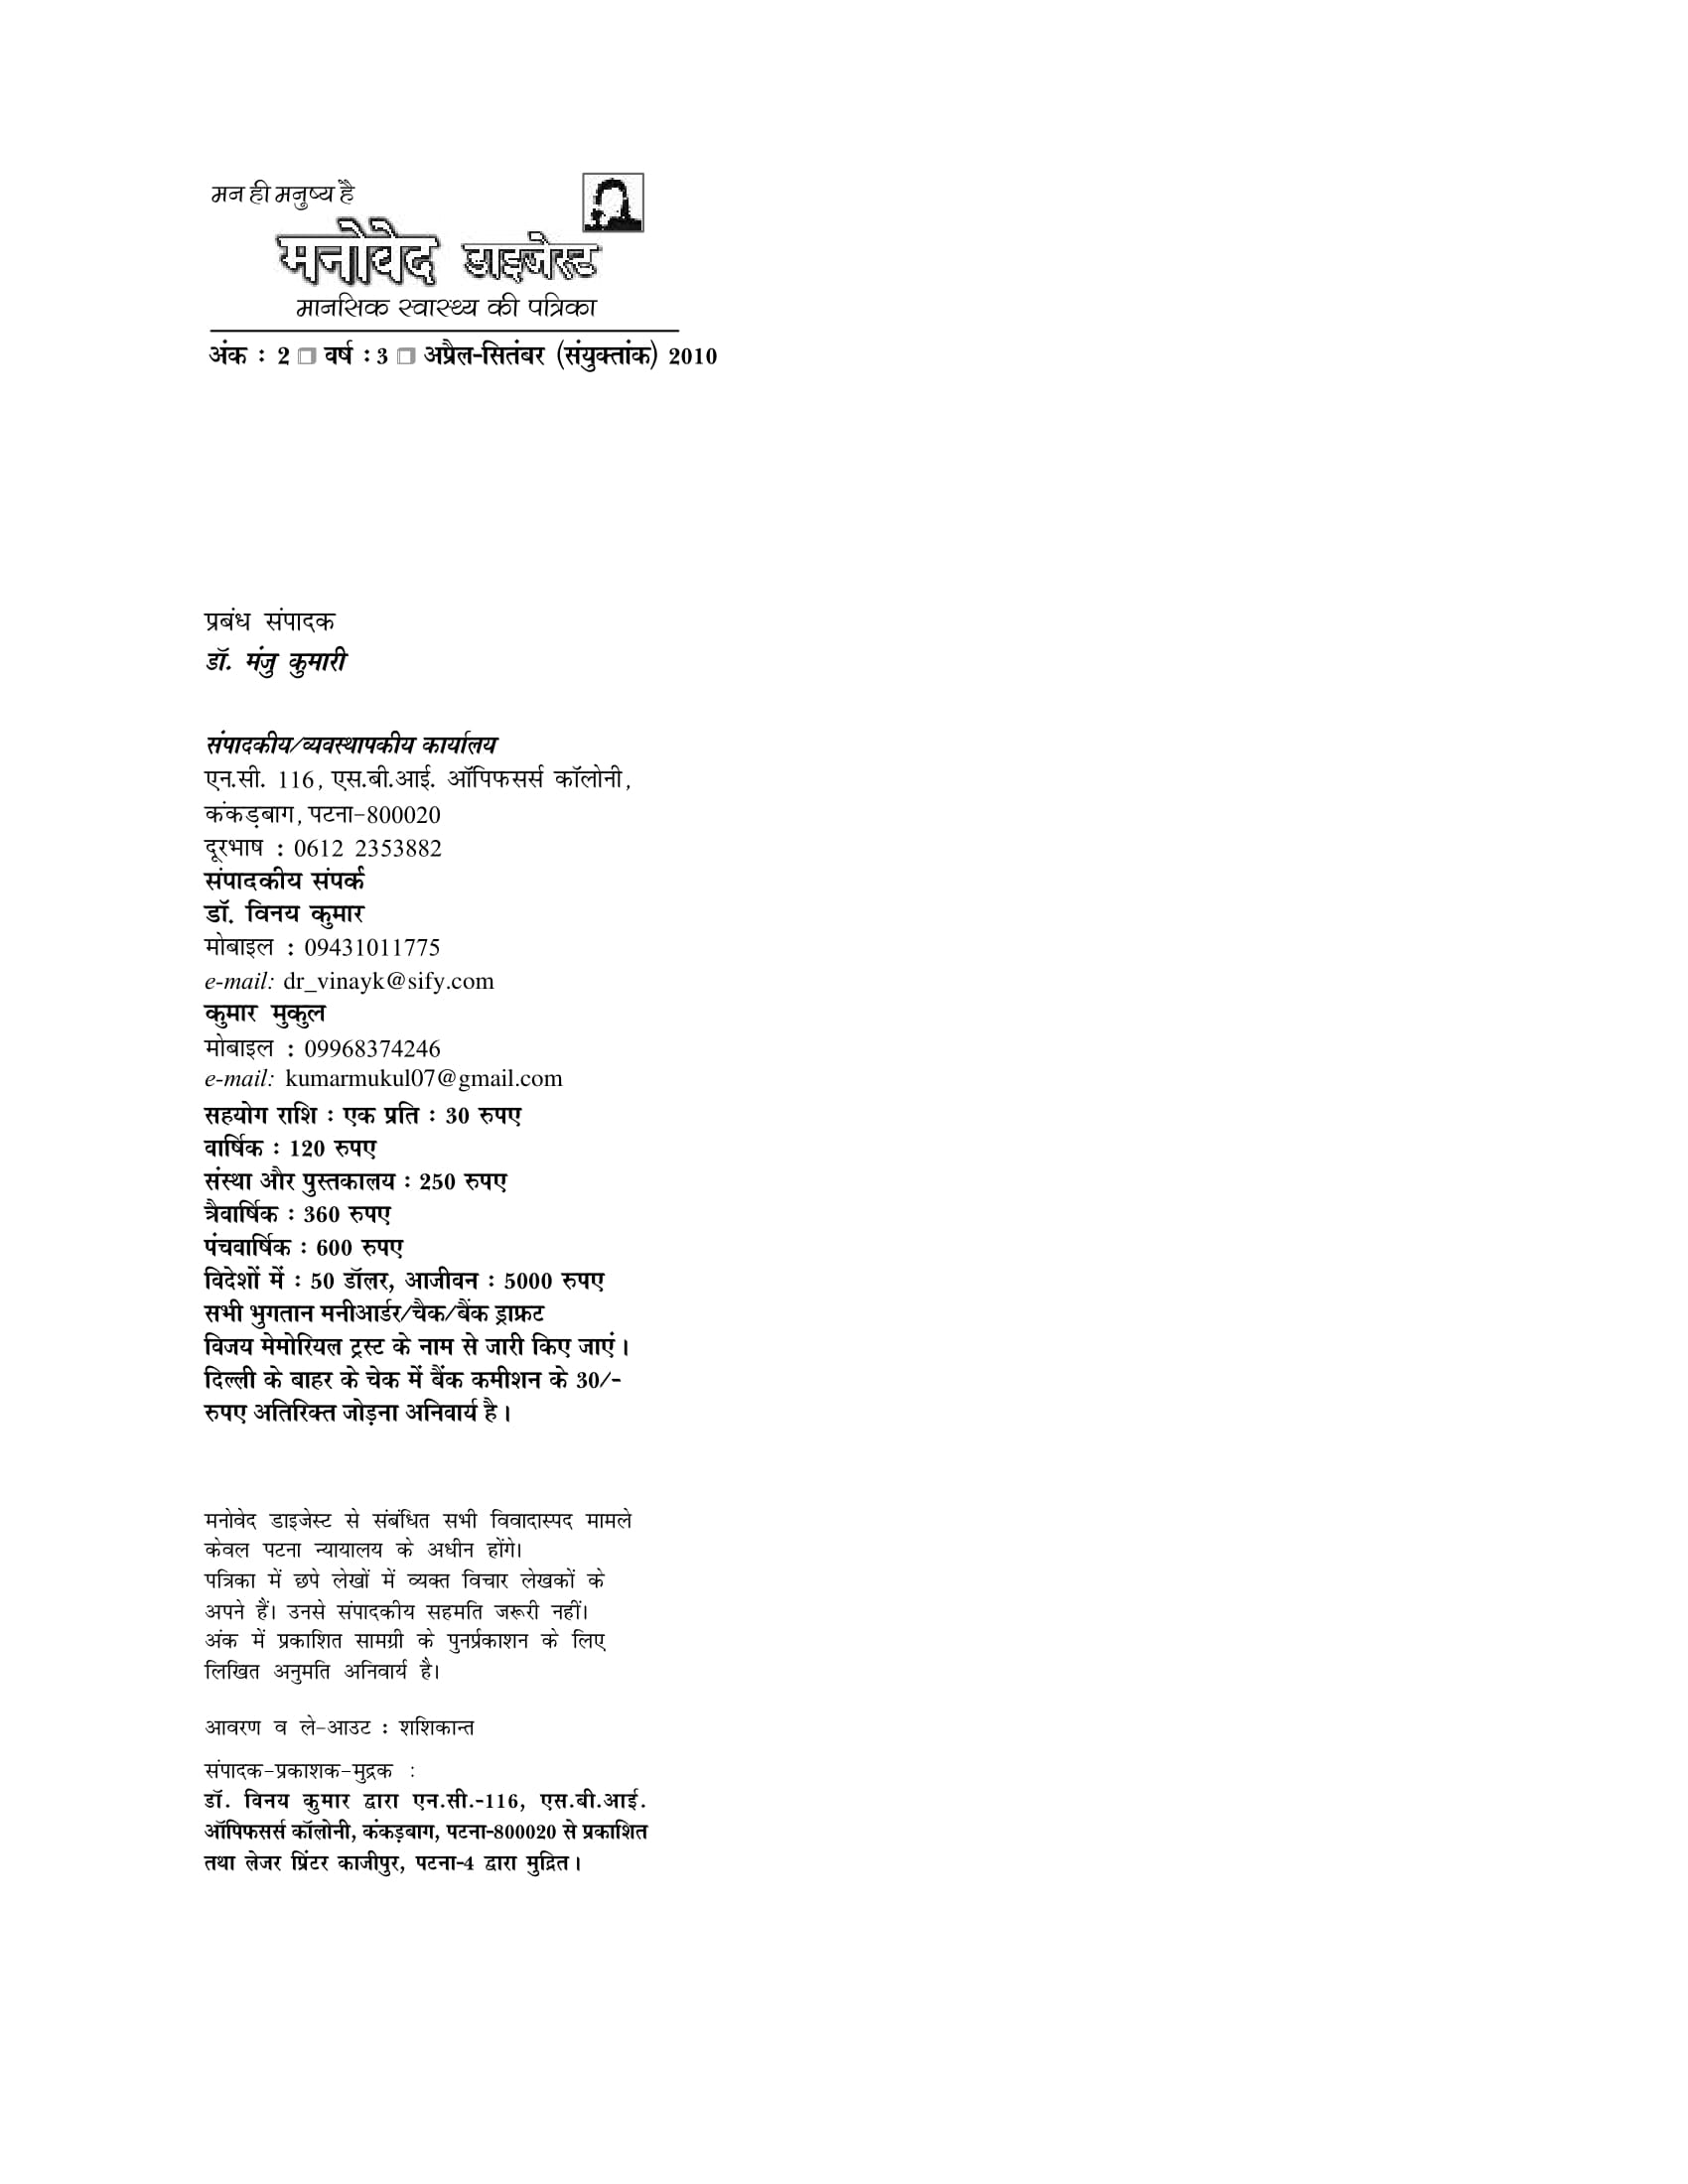 मन ही मनुष्य है
मनोवेद डाइजेस्ट
मानसिक स्वास्थ्य की पत्रिका
अंक : 2 ❒ वर्ष : 3 ❒ अप्रैल-सितंबर (संयुक्तांक) 2010
प्रबंध संपादक
डॉ. मंजु कुमारी
संपादकीय/व्यवस्थापकीय कार्यालय
एन.सी. 116, एस.बी.आई. ऑपिफसर्स कॉलोनी,
कंकड़बाग, पटना-800020
दूरभाष : 0612 2353882
संपादकीय संपर्क
डॉ. विनय कुमार
मोबाइल : 09431011775
e-mail: dr_vinayk@sify.com
कुमार मुकुल
मोबाइल : 09968374246
e-mail: kumarmukul07@gmail.com
सहयोग राशि : एक प्रति : 30 रुपए
वार्षिक : 120 रुपए
संस्था और पुस्तकालय : 250 रुपए
त्रैवार्षिक : 360 रुपए
पंचवार्षिक : 600 रुपए
विदेशों में : 50 डॉलर, आजीवन : 5000 रुपए
सभी भुगतान मनीआर्डर/चैक/बैंक ड्राफ्रट
विजय मेमोरियल ट्रस्ट के नाम से जारी किए जाएं।
दिल्ली के बाहर के चेक में बैंक कमीशन के 30/-
रुपए अतिरिक्त जोड़ना अनिवार्य है।
मनोवेद डाइजेस्ट से संबंधित सभी विवादास्पद मामले
केवल पटना न्यायालय के अधीन होंगे।
पत्रिका में छपे लेखों में व्यक्त विचार लेखकों के
अपने हैं। उनसे संपादकीय सहमति जरूरी नहीं।
अंक में प्रकाशित सामग्री के पुनर्प्रकाशन के लिए
लिखित अनुमति अनिवार्य है।
आवरण व ले-आउट : शशिकान्त
संपादक-प्रकाशक-मुद्रक :
डॉ. विनय कुमार द्वारा एन.सी.-116, एस.बी.आई.
ऑपिफसर्स कॉलोनी, कंकड़बाग, पटना-800020 से प्रकाशित
तथा लेजर प्रिंटर काजीपुर, पटना-4 द्वारा मुद्रित।